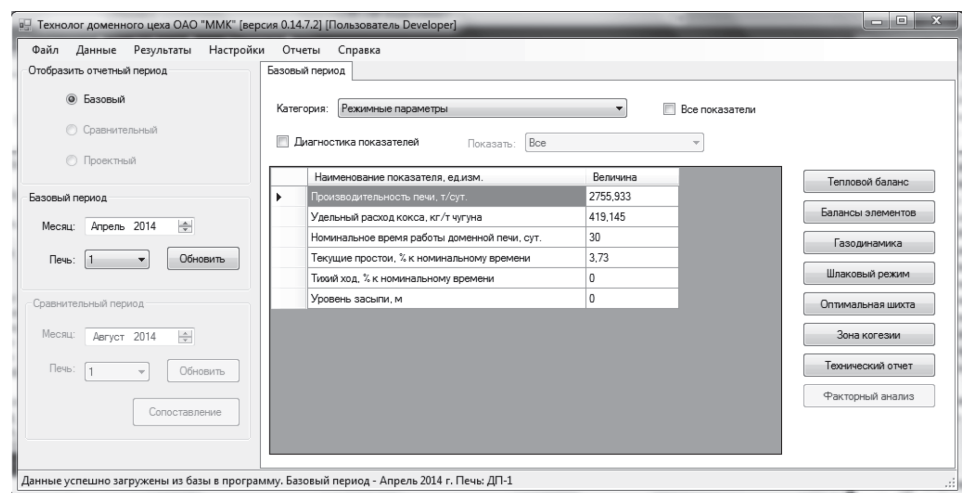 Технолог доменного цеха ОАО "ММК" [версия 0.14.7.2] [Пользователь Developer]
Файл Данные Результаты Настройки Отчеты Справка
Отобразить отчетный период
Базовый
Сравнительный
Проектный
Базовый период
Месяц: Апрель 2014
Печь: 1 Обновить
Сравнительный период
Месяц: Август 2014
Печь: 1 Обновить
Сопоставление
Базовый период
Категория: Режимные параметры Все показатели
Диагностика показателей Показать: Все
Наименование показателя, ед.изм. Величина
Производительность печи, т/сут. 2755,933
Удельный расход кокса, кг/т чугуна 419,145
Номинальное время работы доменной печи, сут. 30
Текущие простои, % к номинальному времени 3,73
Тихий ход, % к номинальному времени 0
Уровень засыпи, м 0
Тепловой баланс
Балансы элементов
Газодинамика
Шлаковый режим
Оптимальная шихта
Зона когезии
Технический отчет
Факторный анализ
Данные успешно загружены из базы в программу. Базовый период - Апрель 2014 г. Печь: ДП-1